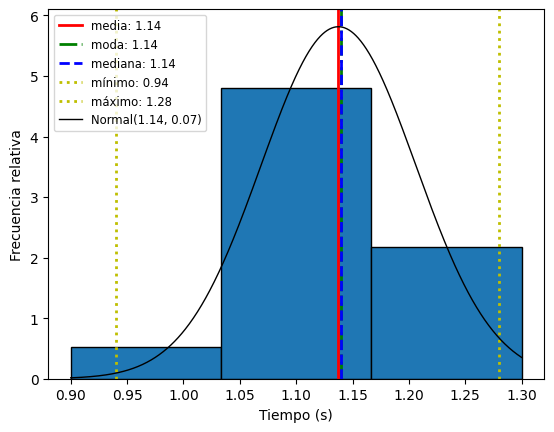 media: 1.14
moda: 1.14
mediana: 1.14
mínimo: 0.94
máximo: 1.28
Normal(1.14, 0.07)
Frecuencia relativa
6
5
4
3
2
1
0
0.90 0.95 1.00 1.05 1.10 1.15 1.20 1.25 1.30
Tiempo (s)